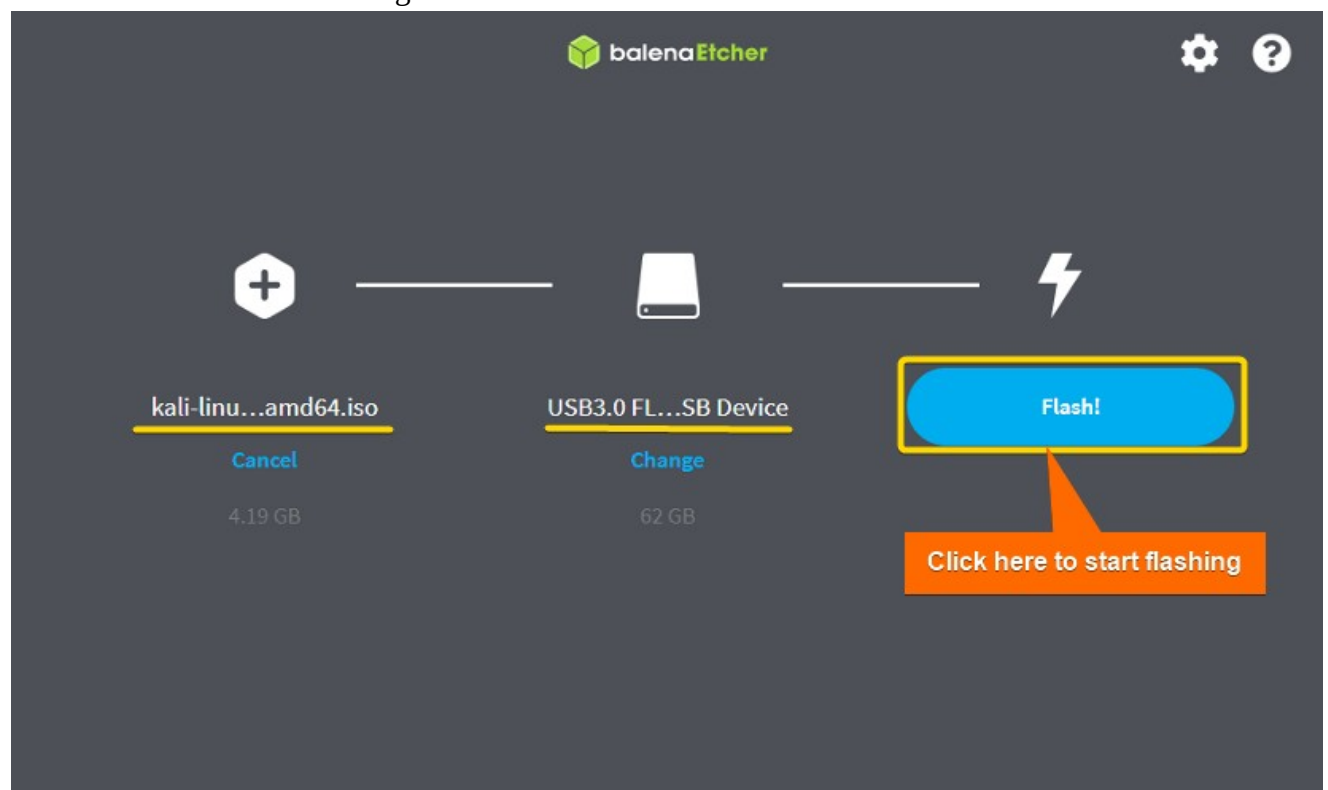 balenaEtcher
kali-linu...amd64.iso
Cancel
4.19 GB
USB3.0 FL...SB Device
Change
62 GB
Flash!
Click here to start flashing